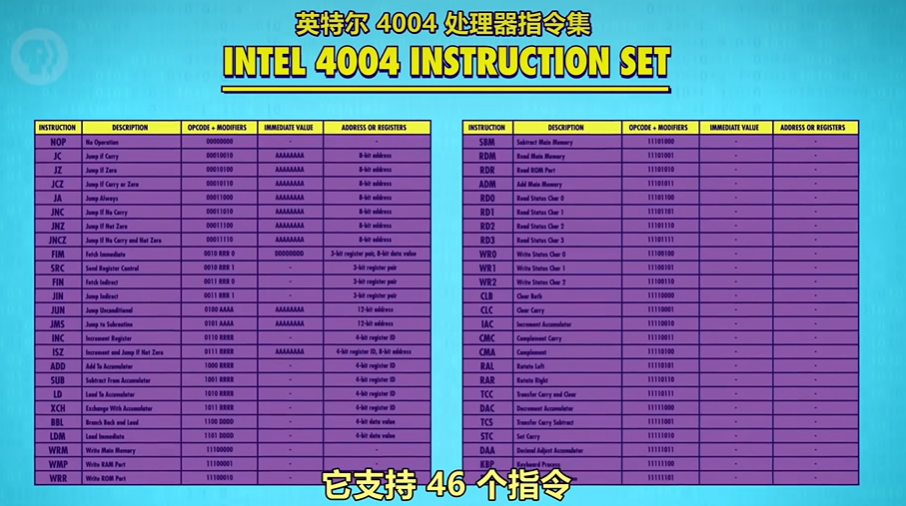 英特尔 4004 处理器指令集
INTEL 4004 INSTRUCTION SET
INSTRUCTION DESCRIPTION OPCODE + MODIFIERS IMMEDIATE VALUE ADDRESS OR REGISTERS
NOP No Operation 00000000 - -
JC Jump if Carry 00010010 AAAAAAAA 8-bit address
JZ Jump if Zero 00010100 AAAAAAAA 8-bit address
JCZ Jump if Carry or Zero 00010110 AAAAAAAA 8-bit address
JA Jump Always 00011000 AAAAAAAA 8-bit address
JNC Jump if No Carry 00011010 AAAAAAAA 8-bit address
JNZ Jump if Not Zero 00011100 AAAAAAAA 8-bit address
JNCZ Jump if No Carry and Not Zero 00011110 AAAAAAAA 8-bit address
FIM Fetch Immediate 0010 RRR 0 DDDDDDDD 3-bit register pair, 8-bit data value
SRC Send Register Control 0010 RRR 1 - 3-bit register pair
FIN Fetch Indirect 0011 RRR 0 - 3-bit register pair
JIN Jump Indirect 0011 RRR 1 - 3-bit register pair
JUN Jump Unconditional 0100 AAAA AAAAAAAA 12-bit address
JMS Jump to Subroutine 0101 AAAA AAAAAAAA 12-bit address
INC Increment Register 0110 RRRR - 4-bit register ID
ISZ Increment and Jump if Not Zero 0111 RRRR AAAAAAAA 4-bit register ID, 8-bit address
ADD Add To Accumulator 1000 RRRR - 4-bit register ID
SUB Subtract From Accumulator 1001 RRRR - 4-bit register ID
LD Load To Accumulator 1010 RRRR - 4-bit register ID
XCH Exchange With Accumulator 1011 RRRR - 4-bit register ID
BBL Branch Back and Load 1100 DDDD - 4-bit data value
LDM Load Immediate 1101 DDDD - 4-bit data value
WRM Write Main Memory 11100000 - -
WMP Write RAM Port 11100001 - -
WRR Write ROM Port 11100010 - -
INSTRUCTION DESCRIPTION OPCODE + MODIFIERS IMMEDIATE VALUE ADDRESS OR REGISTERS
SBM Subtract Main Memory 11101000 - -
RDM Read Main Memory 11101001 - -
RDR Read ROM Port 11101010 - -
ADM Add Main Memory 11101011 - -
RD0 Read Status Char 0 11101100 - -
RD1 Read Status Char 1 11101101 - -
RD2 Read Status Char 2 11101110 - -
RD3 Read Status Char 3 11101111 - -
WR0 Write Status Char 0 11100100 - -
WR1 Write Status Char 1 11100101 - -
WR2 Write Status Char 2 11100110 - -
CLB Clear Both 11110000 - -
CLC Clear Carry 11110001 - -
IAC Increment Accumulator 11110010 - -
CMC Complement Carry 11110011 - -
CMA Complement 11110100 - -
RAL Rotate Left 11110101 - -
RAR Rotate Right 11110110 - -
TCC Transfer Carry and Clear 11110111 - -
DAC Decrement Accumulator 11111000 - -
TCS Transfer Carry Subtract 11111001 - -
STC Set Carry 11111010 - -
DAA Decimal Adjust Accumulator 11111011 - -
KBP Keyboard Process 11111100 - -
11111101 - -
它支持 46 个指令